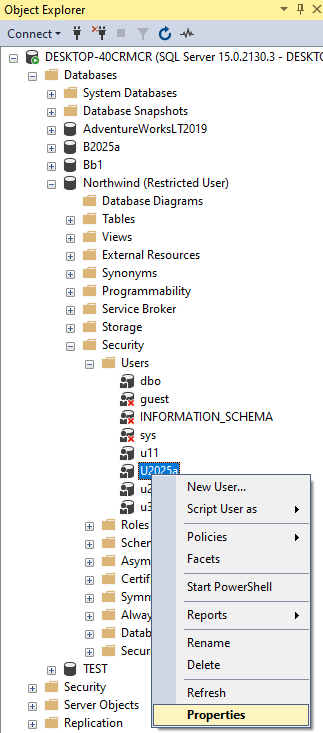 Object Explorer
Connect
DESKTOP-40CRMCR (SQL Server 15.0.2130.3 - DESKT
Databases
System Databases
Database Snapshots
AdventureWorksLT2019
B2025a
Bb1
Northwind (Restricted User)
Database Diagrams
Tables
Views
External Resources
Synonyms
Programmability
Service Broker
Storage
Security
Users
dbo
guest
INFORMATION_SCHEMA
sys
u11
U2025a
u2
u3
Roles
Schem
Asym
Certif
Symm
Alway
Datab
Secur
TEST
Security
Server Objects
Replication
New User...
Script User as
Policies
Facets
Start PowerShell
Reports
Rename
Delete
Refresh
Properties